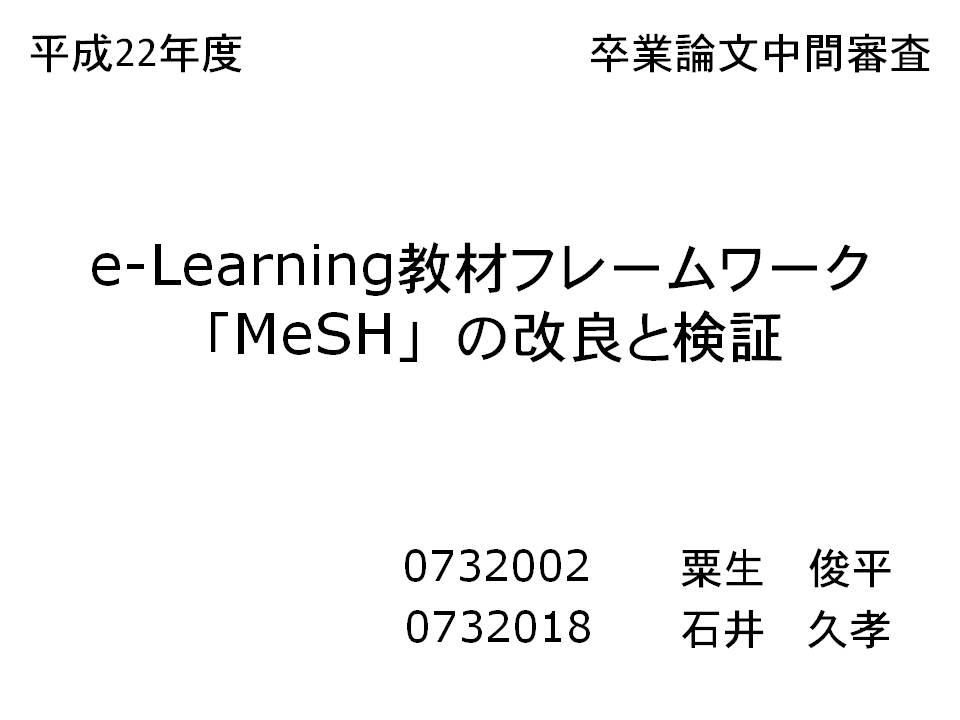 平成22年度 卒業論文中間審査
e-Learning教材フレームワーク
「MeSH」の改良と検証
0732002 粟生 俊平
0732018 石井 久孝